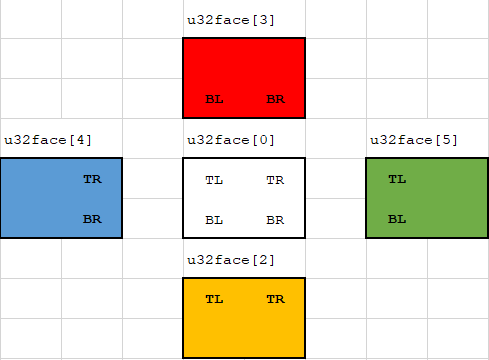 u32face[3]
BL BR
u32face[4] u32face[0] u32face[5]
TR TL TR TL
BR BL BR BL
u32face[2]
TL TR